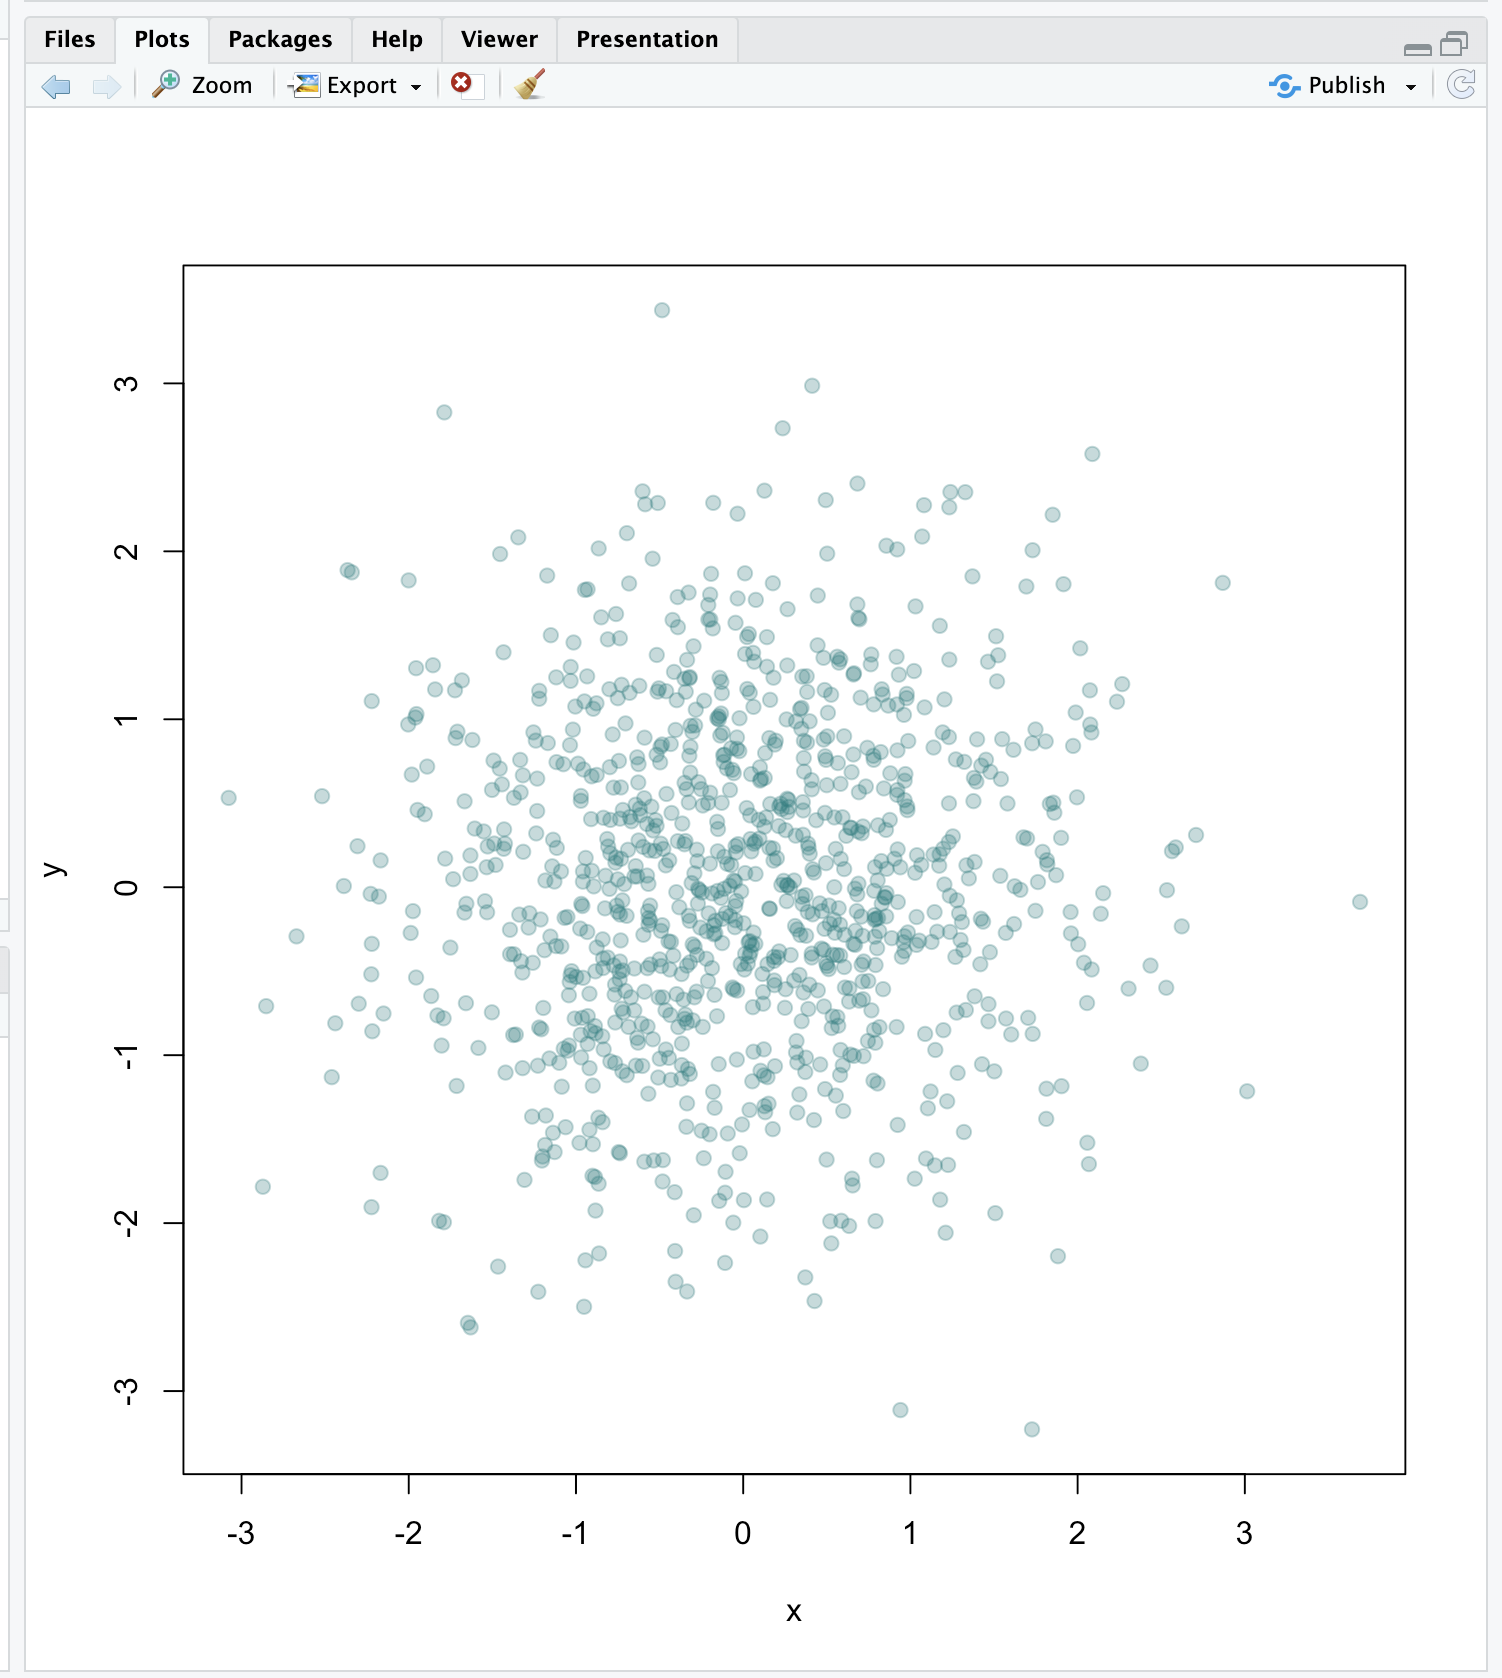 Files Plots Packages Help Viewer Presentation
Zoom Export Publish
3
2
1
0
-1
-2
-3
y
-3 -2 -1 0 1 2 3
x